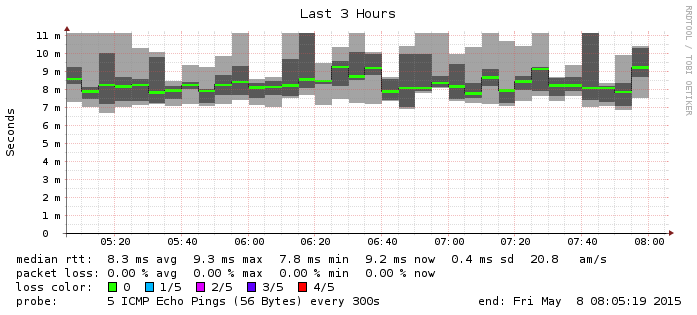 Last 3 Hours
RRDTOOL / TOBI OETIKER
Seconds
11 m
10 m
9 m
8 m
7 m
6 m
5 m
4 m
3 m
2 m
1 m
0
05:20 05:40 06:00 06:20 06:40 07:00 07:20 07:40 08:00
median rtt: 8.3 ms avg 9.3 ms max 7.8 ms min 9.2 ms now 0.4 ms sd 20.8 am/s
packet loss: 0.00 % avg 0.00 % max 0.00 % min 0.00 % now
loss color: 0 1/5 2/5 3/5 4/5
probe: 5 ICMP Echo Pings (56 Bytes) every 300s end: Fri May 8 08:05:19 2015